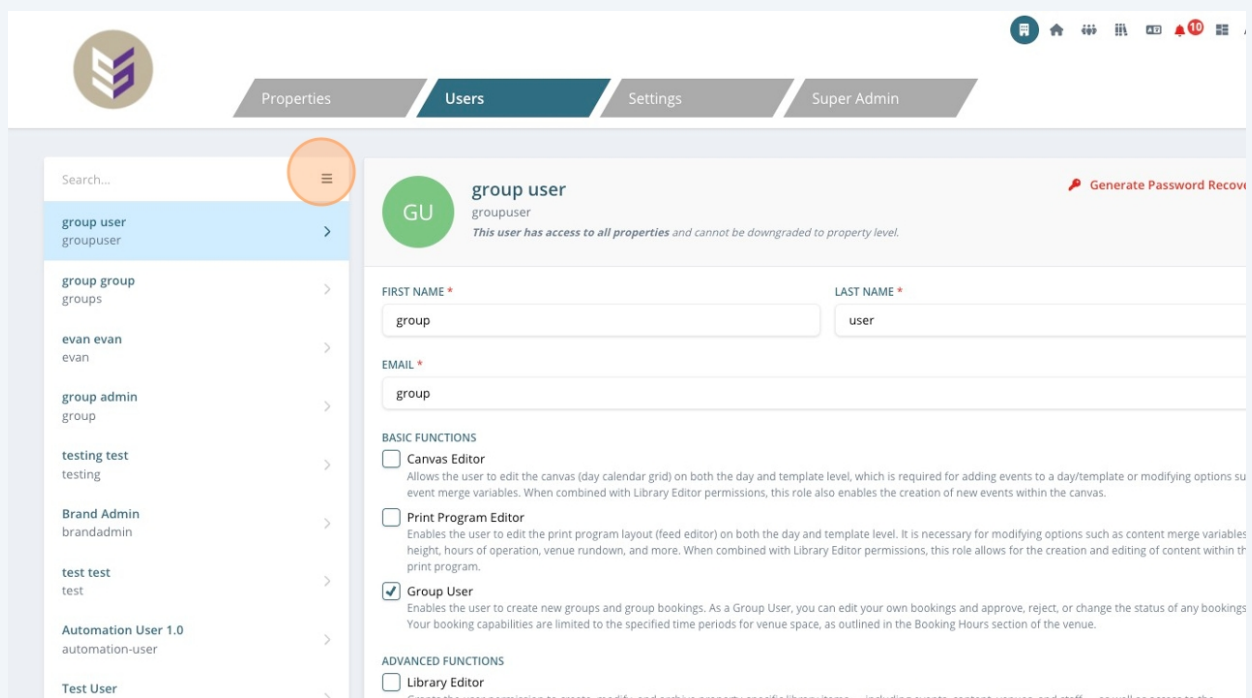 10
Properties
Users
Settings
Super Admin
Search...
group user
groupuser
group group
groups
evan evan
evan
group admin
group
testing test
testing
Brand Admin
brandadmin
test test
test
Automation User 1.0
automation-user
Test User
GU
group user
groupuser
This user has access to all properties and cannot be downgraded to property level.
Generate Password
FIRST NAME *
LAST NAME *
group
user
EMAIL *
group
BASIC FUNCTIONS
Canvas Editor
Allows the user to edit the canvas (day calendar grid) on both the day and template level, which is required for adding events to a day/template or modifying options
event merge variables. When combined with Library Editor permissions, this role also enables the creation of new events within the canvas.
Print Program Editor
Enables the user to edit the print program layout (feed editor) on both the day and template level. It is necessary for modifying options such as content merge variables
height, hours of operation, venue rundown, and more. When combined with Library Editor permissions, this role allows for the creation and editing of content within
print program.
Group User
Enables the user to create new groups and group bookings. As a Group User, you can edit your own bookings and approve, reject, or change the status of any bookings
Your booking capabilities are limited to the specified time periods for venue space, as outlined in the Booking Hours section of the venue.
ADVANCED FUNCTIONS
Library Editor